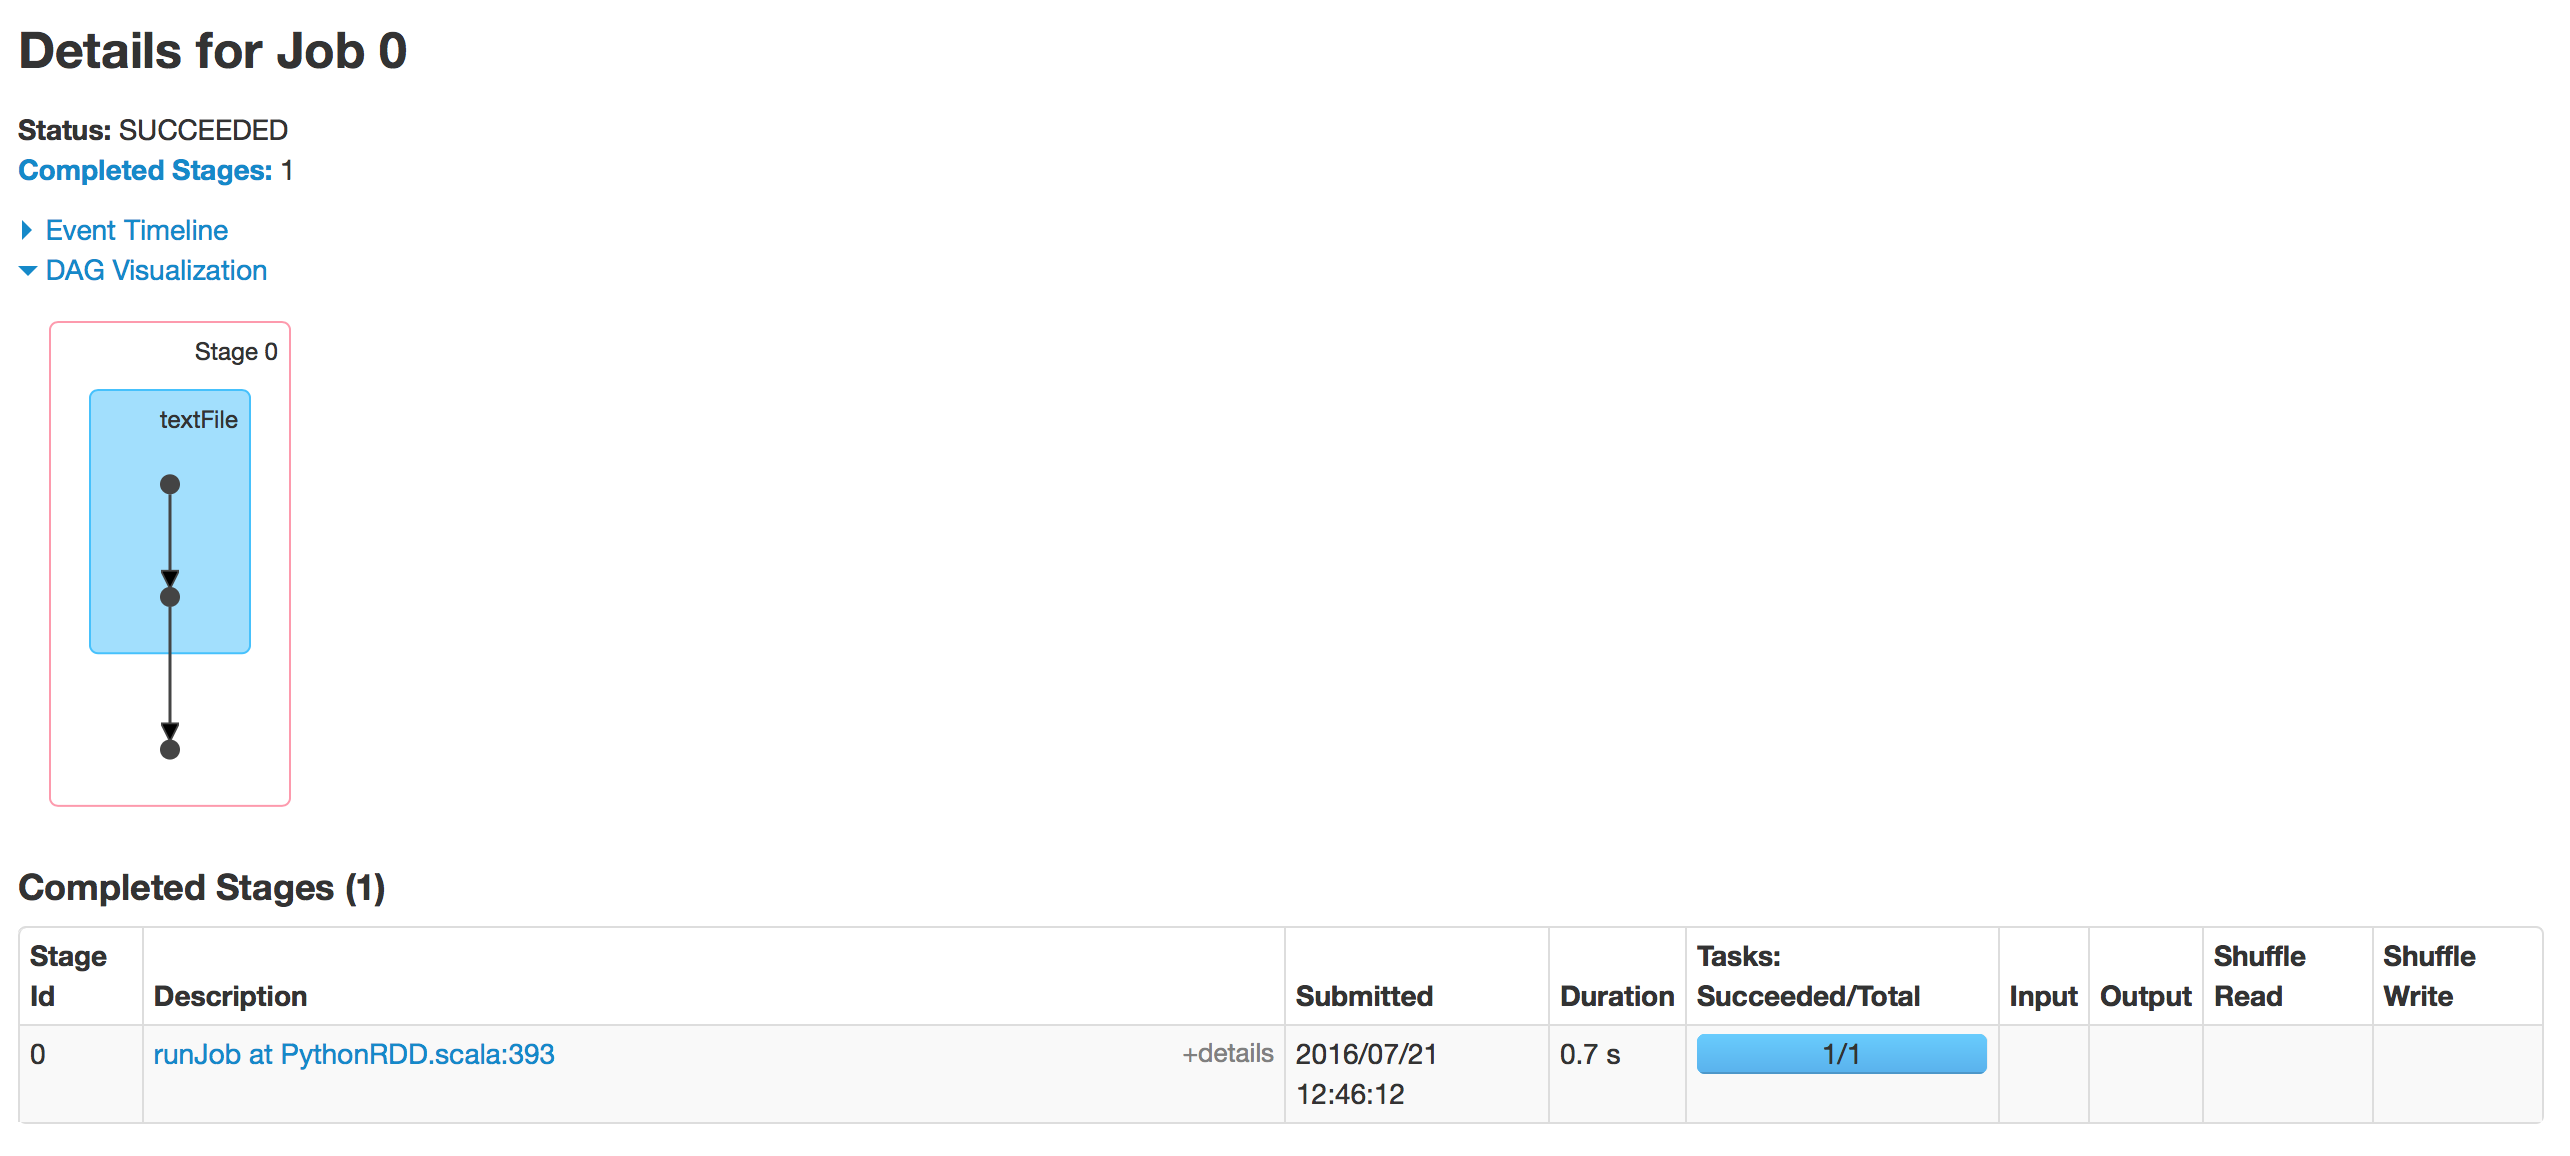 Details for Job 0
Status: SUCCEEDED
Completed Stages: 1
Event Timeline
DAG Visualization
Stage 0
textFile
Completed Stages (1)
Stage Id
Description
Submitted
Duration
Tasks: Succeeded/Total
Input
Output
Shuffle Read
Shuffle Write
0
runJob at PythonRDD.scala:393
+details
2016/07/21
12:46:12
0.7 s
1/1